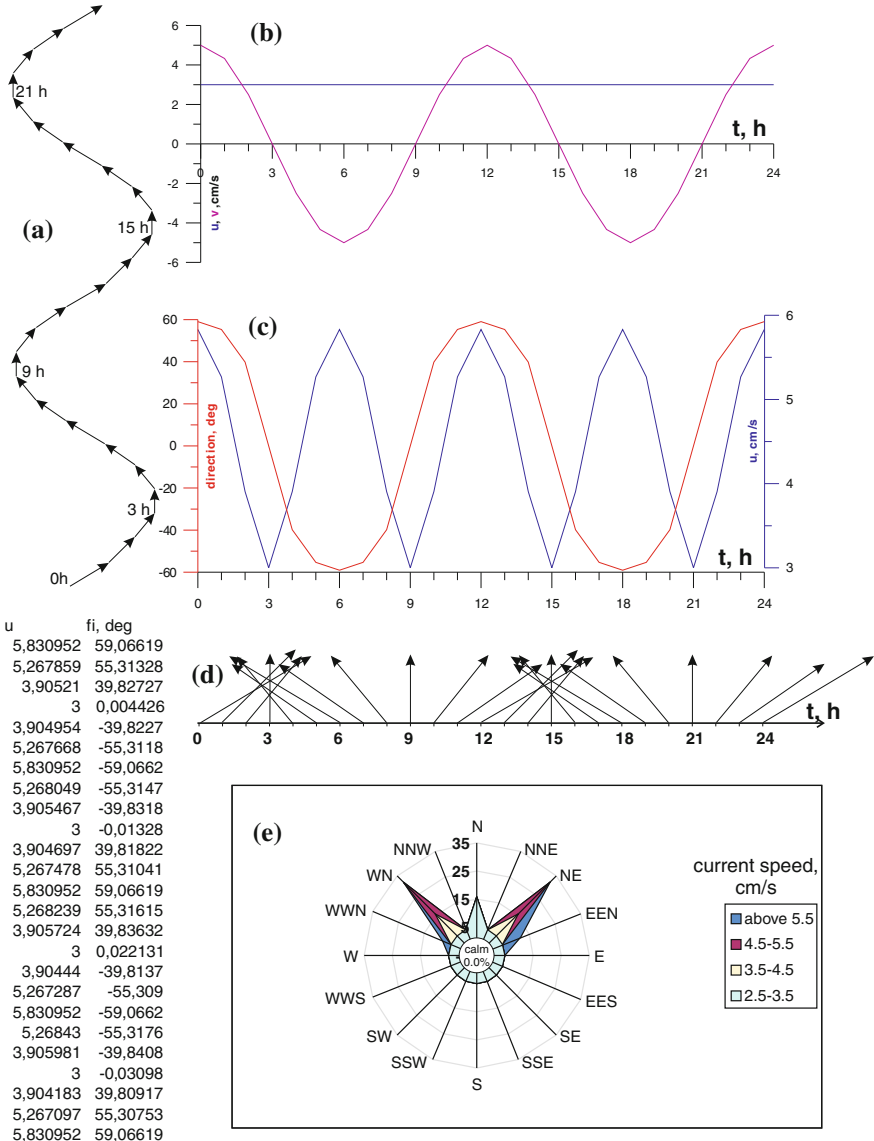 (a)
21 h
15 h
9 h
3 h
0h
(b)
6
4
2
0
-2
-4
-6
u, v ,cm/s
0 3 6 9 12 15 18 21 24
t, h
(c)
60
40
20
0
-20
-40
-60
direction, deg
6
5
4
3
u, cm/s
t, h
0 3 6 9 12 15 18 21 24
u fi, deg
5,830952 59,06619
5,267859 55,31328
3,90521 39,82727
3 0,004426
3,904954 -39,8227
5,267668 -55,3118
5,830952 -59,0662
5,268049 -55,3147
3,905467 -39,8318
3 -0,01328
3,904697 39,81822
5,267478 55,31041
5,830952 59,06619
5,268239 55,31615
3,905724 39,83632
3 0,022131
3,90444 -39,8137
5,267287 -55,309
5,830952 -59,0662
5,26843 -55,3176
3,905981 -39,8408
3 -0,03098
3,904183 39,80917
5,267097 55,30753
5,830952 59,06619
(d)
t, h
0 3 6 9 12 15 18 21 24
(e)
N
NNW
NNE
WN
NE
WWN
EEN
W
E
WWS
EES
SW
SE
SSW
SSE
S
35
25
15
5
calm
0.0%
current speed,
cm/s
above 5.5
4.5-5.5
3.5-4.5
2.5-3.5